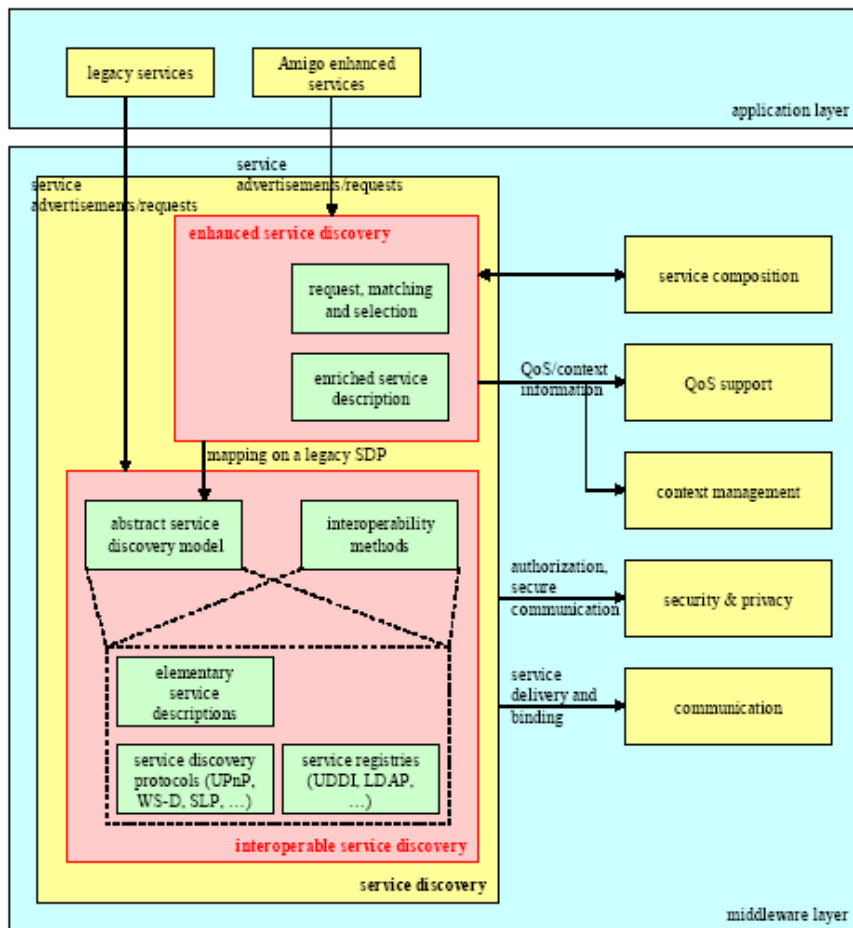 legacy services
Amigo enhanced
services
application layer
service
advertisements/requests
service
advertisements/requests
enhanced service discovery
request, matching
and selection
enriched service
description
service composition
QoS/context
information
QoS support
context management
mapping on a legacy SDP
abstract service
discovery model
interoperability
methods
authorization,
secure
communication
security & privacy
elementary
service
descriptions
service
delivery and
binding
communication
service discovery
protocols (UPnP,
WS-D, SLP, …)
service registries
(UDDI, LDAP,
…)
interoperable service discovery
service discovery
middleware layer